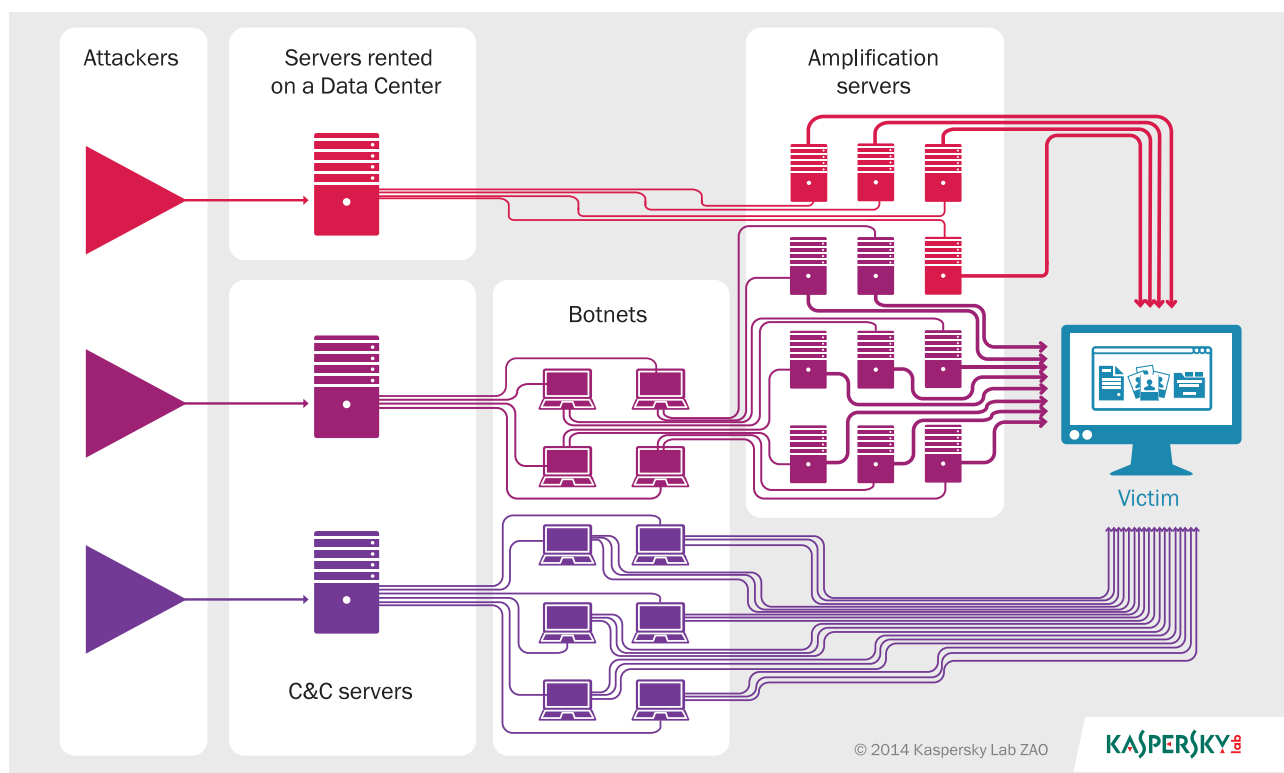 Attackers
Servers rented
on a Data Center
Amplification
servers
Botnets
Victim
C&C servers
© 2014 Kaspersky Lab ZAO
KASPERSKY lab